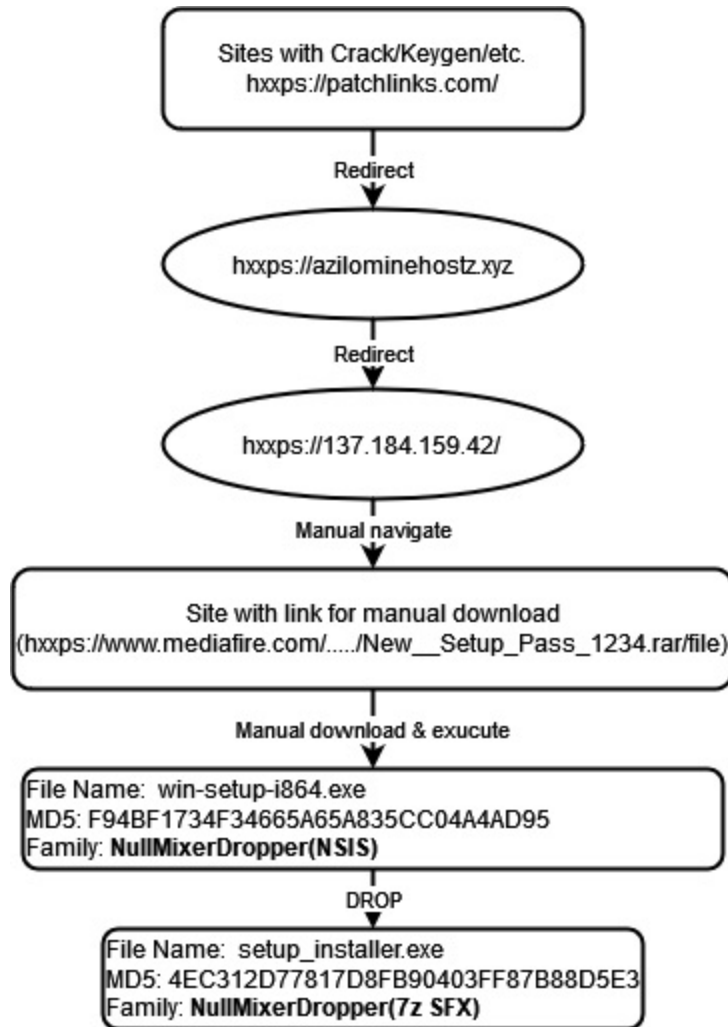 Sites with Crack/Keygen/etc.
hxxps://patchlinks.com/
Redirect
hxxps://azilominehostz.xyz
Redirect
hxxps://137.184.159.42/
Manual navigate
Site with link for manual download
(hxxps://www.mediafire.com/...../New__Setup_Pass_1234.rar/file)
Manual download & exucute
File Name:  win-setup-i864.exe
MD5: F94BF1734F34665A65A835CC04A4AD95
Family: NullMixerDropper(NSIS)
DROP
File Name:  setup_installer.exe
MD5: 4EC312D77817D8FB90403FF87B88D5E3
Family: NullMixerDropper(7z SFX)